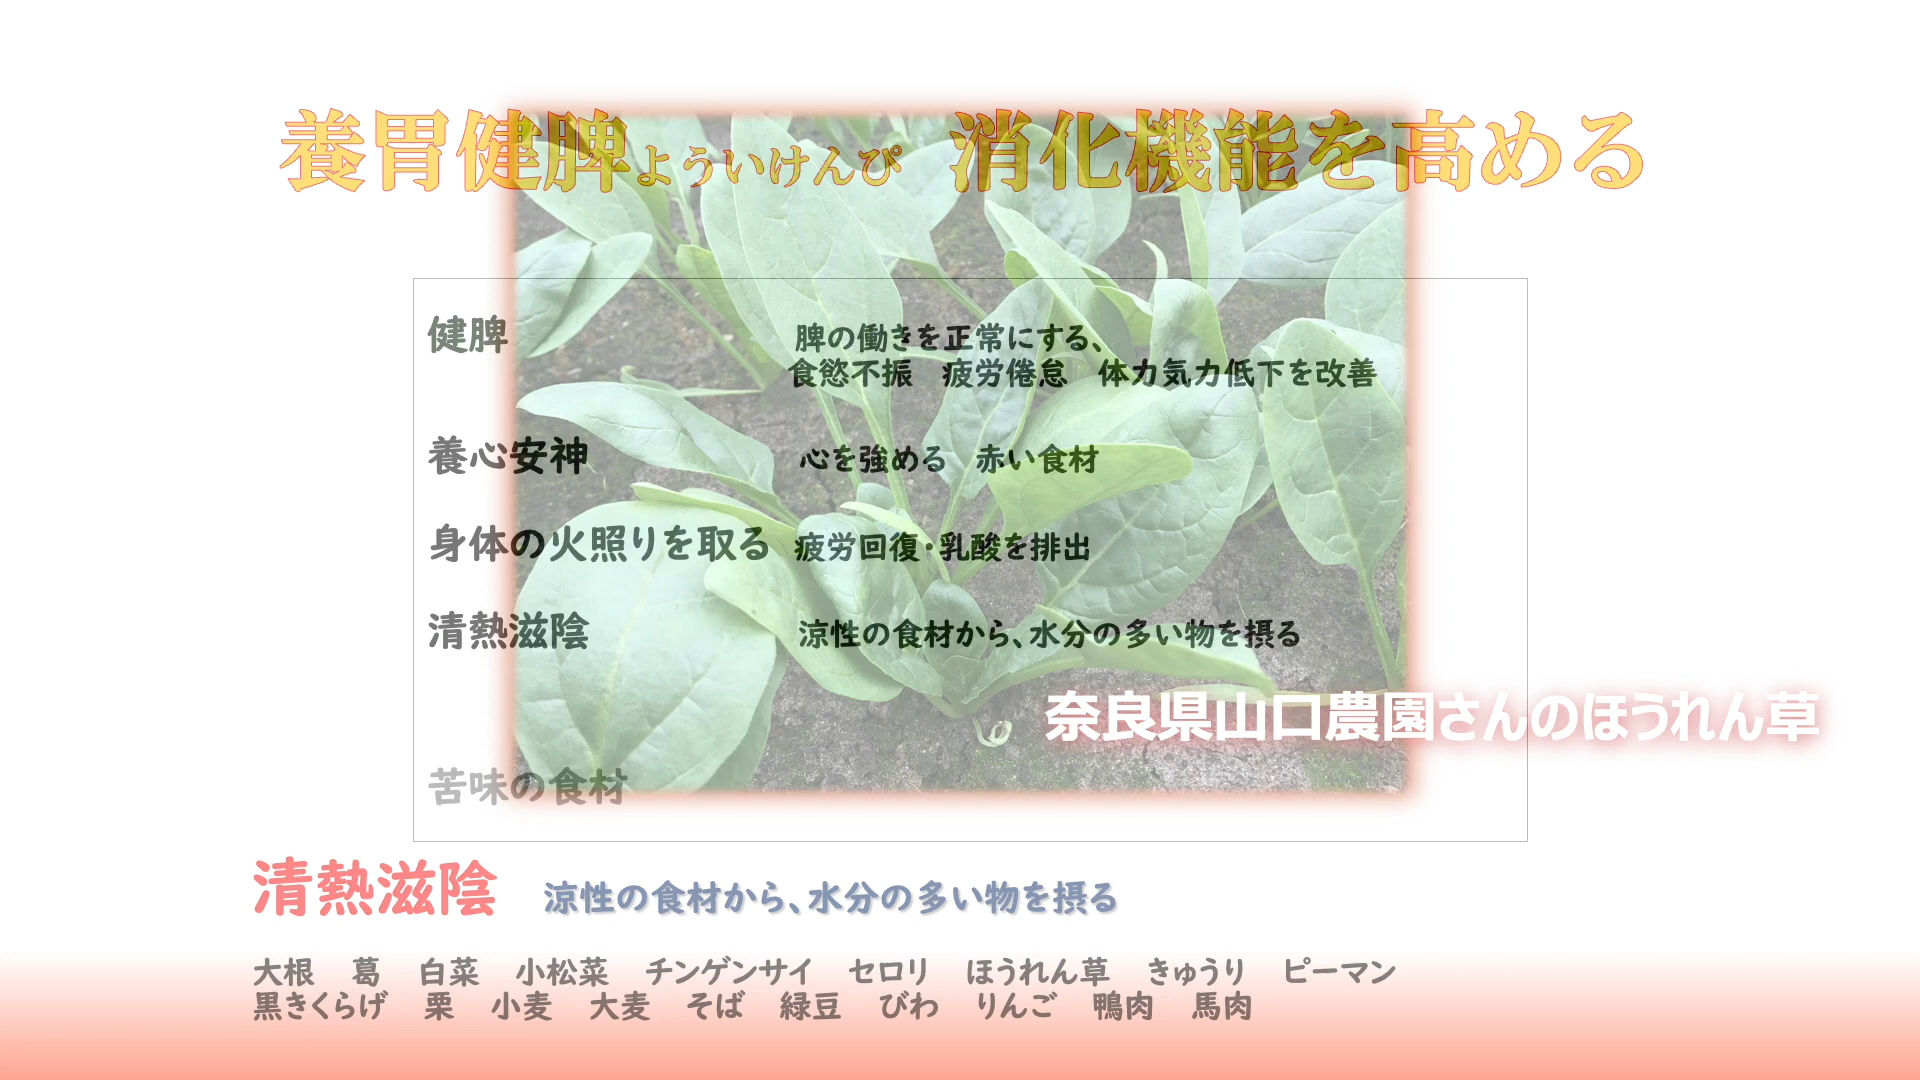 養胃健脾よういけんぴ　消化機能を高める
健脾　脾の働きを正常にする、
食慾不振　疲労倦怠　体力気力低下を改善
養心安神　心を強める　赤い食材
身体の火照りを取る　疲労回復・乳酸を排出
清熱滋陰　涼性の食材から、水分の多い物を摂る
奈良県山口農園さんのほうれん草
苦味の食材
清熱滋陰　涼性の食材から、水分の多い物を摂る
大根　葛　白菜　小松菜　チンゲンサイ　セロリ　ほうれん草　きゅうり　ピーマン
黒きくらげ　栗　小麦　大麦　そば　緑豆　びわ　りんご　鴨肉　馬肉